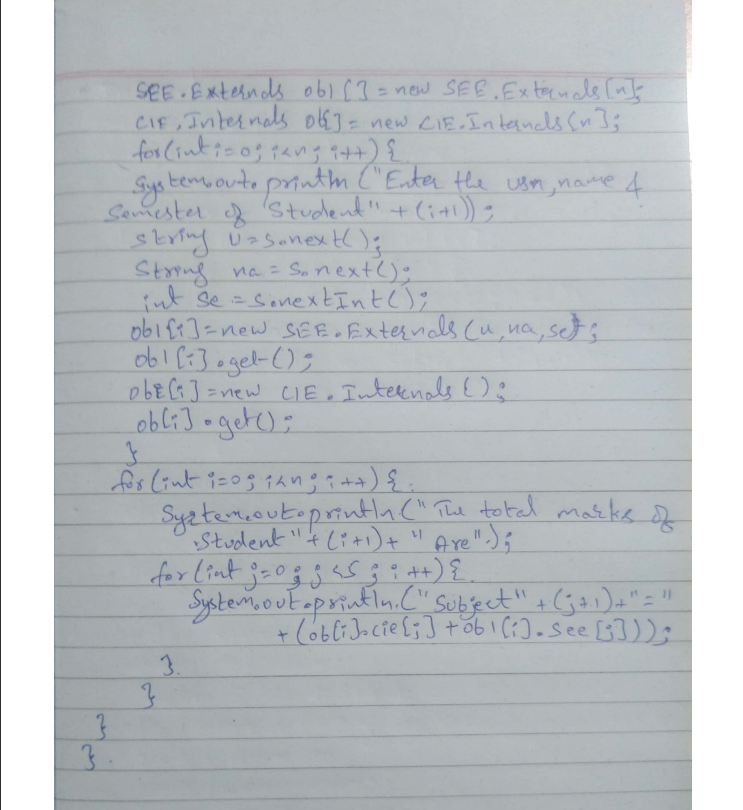 SEE.Externals ob1[] = new SEE.Externals[n];
CIE.Internals ob[] = new CIE.Internals[n];
for(int i=0; i<n; i++){
System.out.println("Enter the usn, name &
Semester of Student" + (i+1));
string u = s.next();
String na = s.next();
int se = s.nextInt();
ob1[i] = new SEE.Externals(u, na, se);
ob1[i].get();
ob[i] = new CIE.Internals();
ob[i].get();
}
for(int i=0; i<n; i++){
System.out.println("The total marks of
Student" + (i+1) + " Are");
for(int j=0; j<5; i++){
System.out.println.("Subject" + (j+1) + "="
+ (ob[i].cie[j] + ob1[i].see[j]));
}
}
}
}